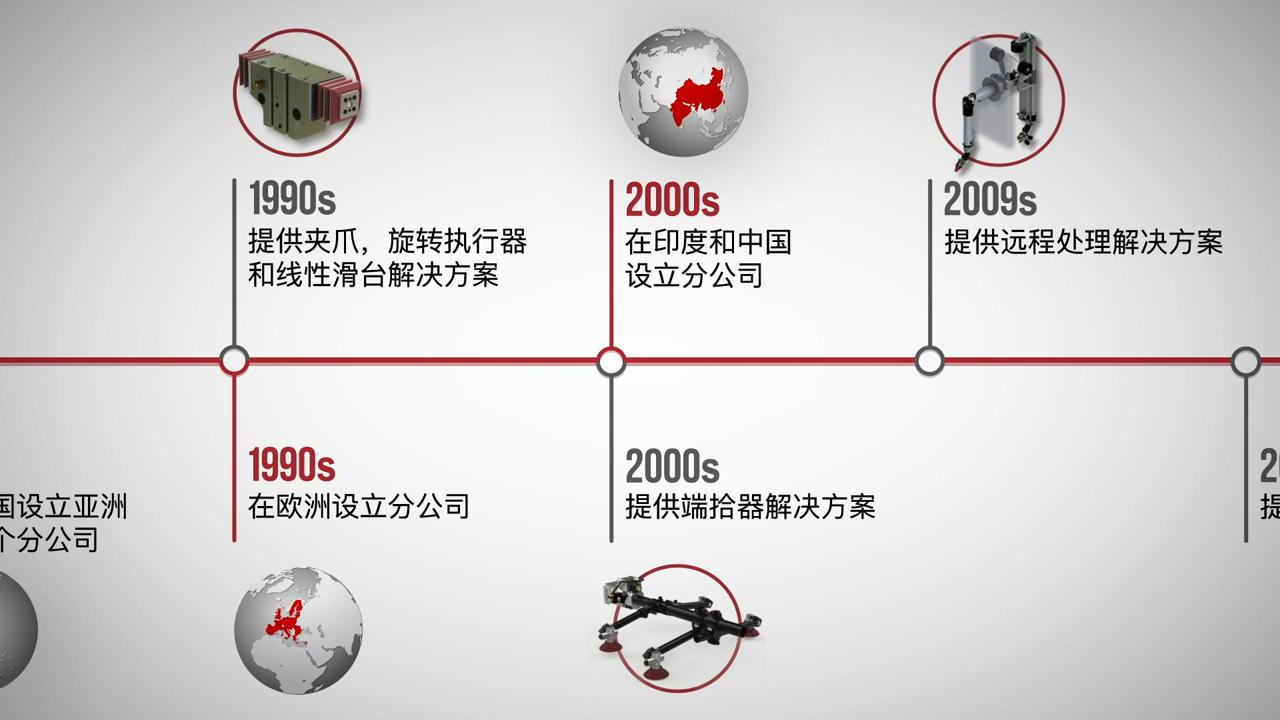 1990s
提供夹爪，旋转执行器
和线性滑台解决方案
2000s
在印度和中国
设立分公司
2009s
提供远程处理解决方案
国设立亚洲
个分公司
1990s
在欧洲设立分公司
2000s
提供端拾器解决方案
20
提